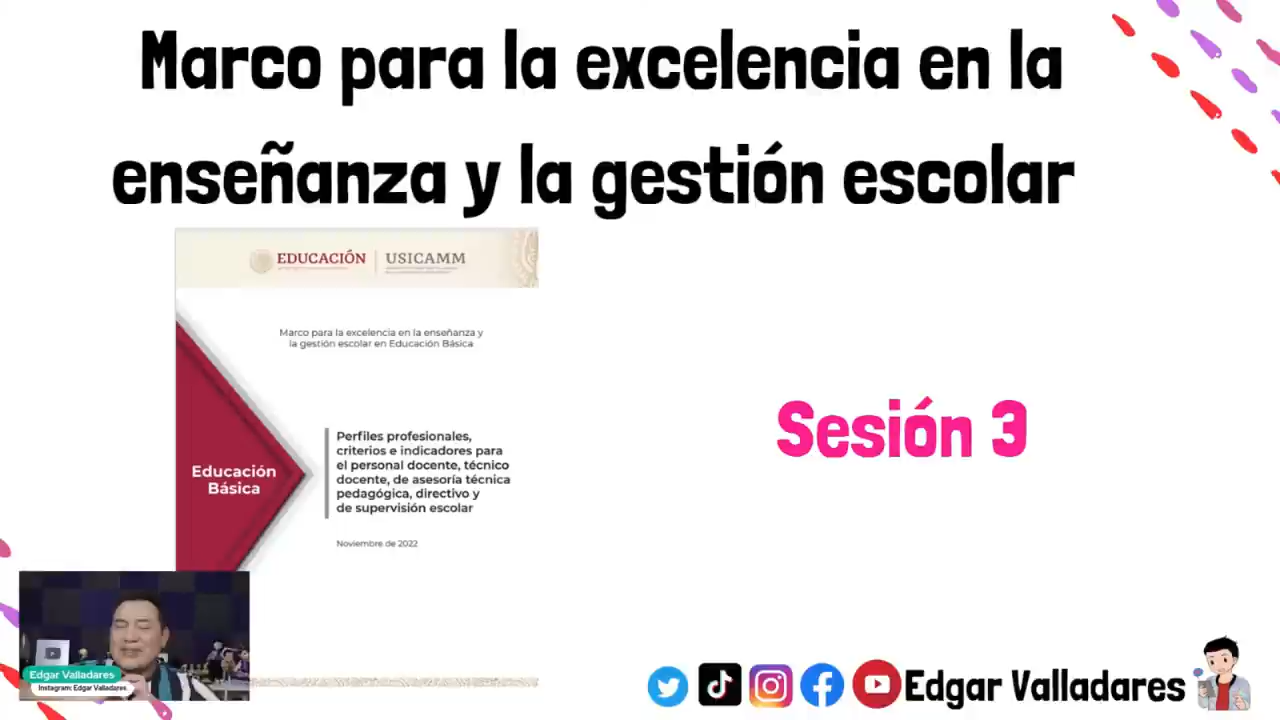 Marco para la excelencia en la
enseñanza y la gestión escolar
EDUCACIÓN | USICAMM
Marco para la excelencia en la enseñanza y
la gestión escolar en Educación Básica
Perfiles profesionales,
criterios e indicadores para
el personal docente, técnico
docente, de asesoría técnica
pedagógica, directivo y
de supervisión escolar
Noviembre de 2022
Educación
Básica
Sesión 3
Edgar Valladares
Instagram: Edgar Valladares
Edgar Valladares